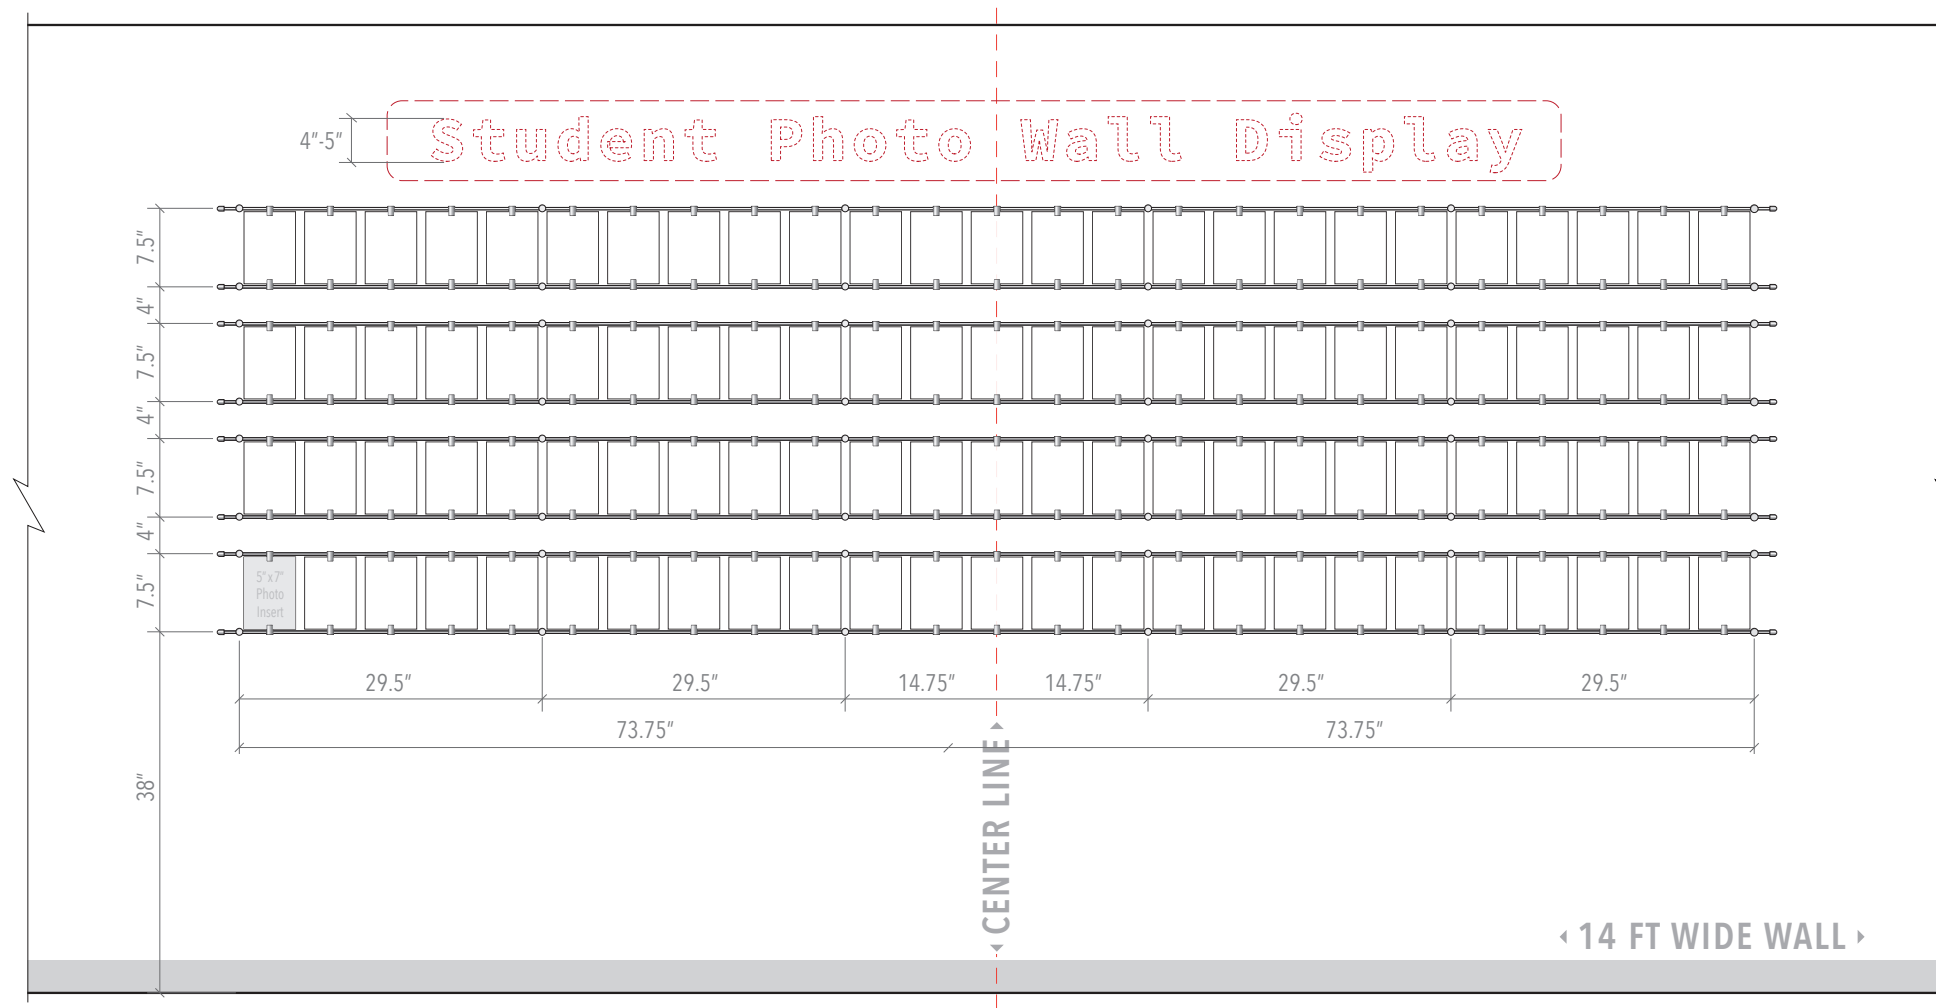 Student Photo Wall Display
4"-5"
7.5"
4"
7.5"
4"
7.5"
4"
7.5"
5"x7"
Photo
Insert
29.5"
29.5"
14.75"
14.75"
29.5"
29.5"
73.75"
73.75"
38"
CENTER LINE
14 FT WIDE WALL